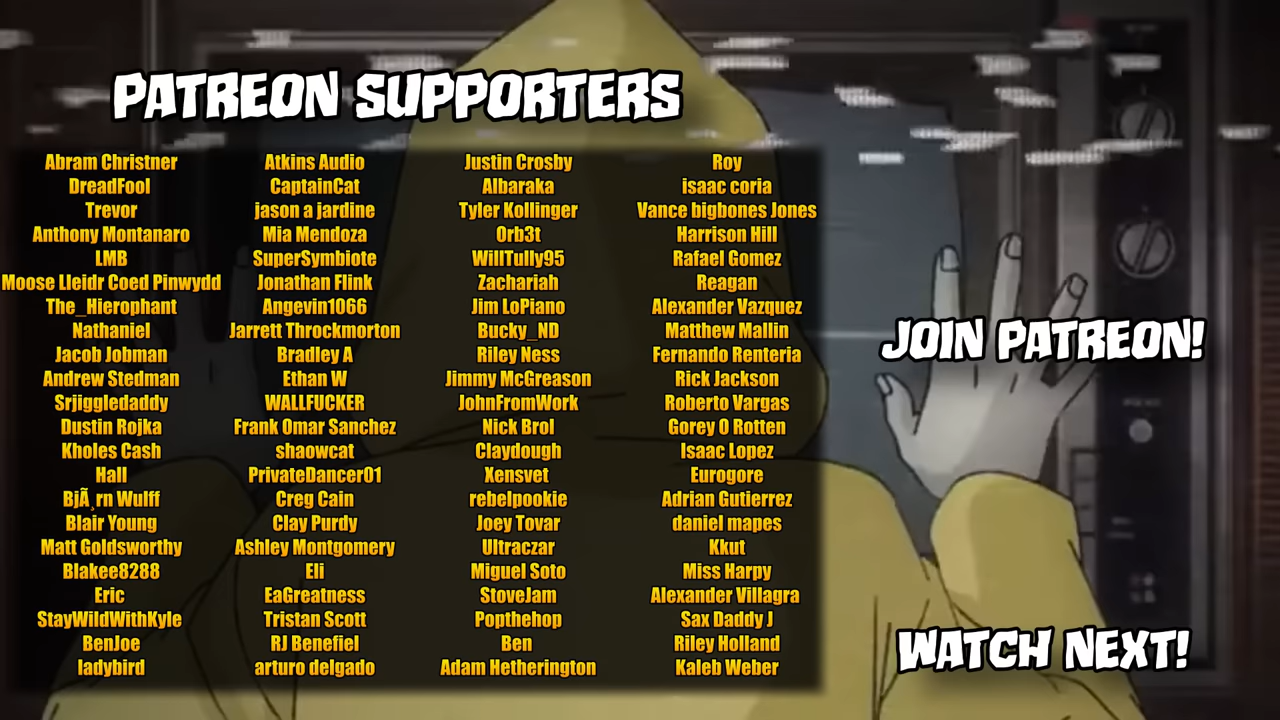 PATREON SUPPORTERS
Abram Christner
DreadFool
Trevor
Anthony Montanaro
LMB
Moose Lleidr Coed Pinwydd
The_Hierophant
Nathaniel
Jacob Jobman
Andrew Stedman
Srjiggledaddy
Dustin Rojka
Kholes Cash
Hall
BjÃ¸rn Wulff
Blair Young
Matt Goldsworthy
Blakee8288
Eric
StayWildWithKyle
BenJoe
ladybird
Atkins Audio
CaptainCat
jason a jardine
Mia Mendoza
SuperSymbiote
Jonathan Flink
Angevin1066
Jarrett Throckmorton
Bradley A
Ethan W
WALLFUCKER
Frank Omar Sanchez
shaowcat
PrivateDancer01
Creg Cain
Clay Purdy
Ashley Montgomery
Eli
EaGreatness
Tristan Scott
RJ Benefiel
arturo delgado
Justin Crosby
Albaraka
Tyler Kollinger
Orb3t
WillTully95
Zachariah
Jim LoPiano
Bucky_ND
Riley Ness
Jimmy McGreason
JohnFromWork
Nick Brol
Claydough
Xensvet
rebelpookie
Joey Tovar
Ultraczar
Miguel Soto
StoveJam
Popthehop
Ben
Adam Hetherington
Roy
isaac coria
Vance bigbones Jones
Harrison Hill
Rafael Gomez
Reagan
Alexander Vazquez
Matthew Mallin
Fernando Renteria
Rick Jackson
Roberto Vargas
Gorey O Rotten
Isaac Lopez
Eurogore
Adrian Gutierrez
daniel mapes
Kkut
Miss Harpy
Alexander Villagra
Sax Daddy J
Riley Holland
Kaleb Weber
JOIN PATREON!
WATCH NEXT!